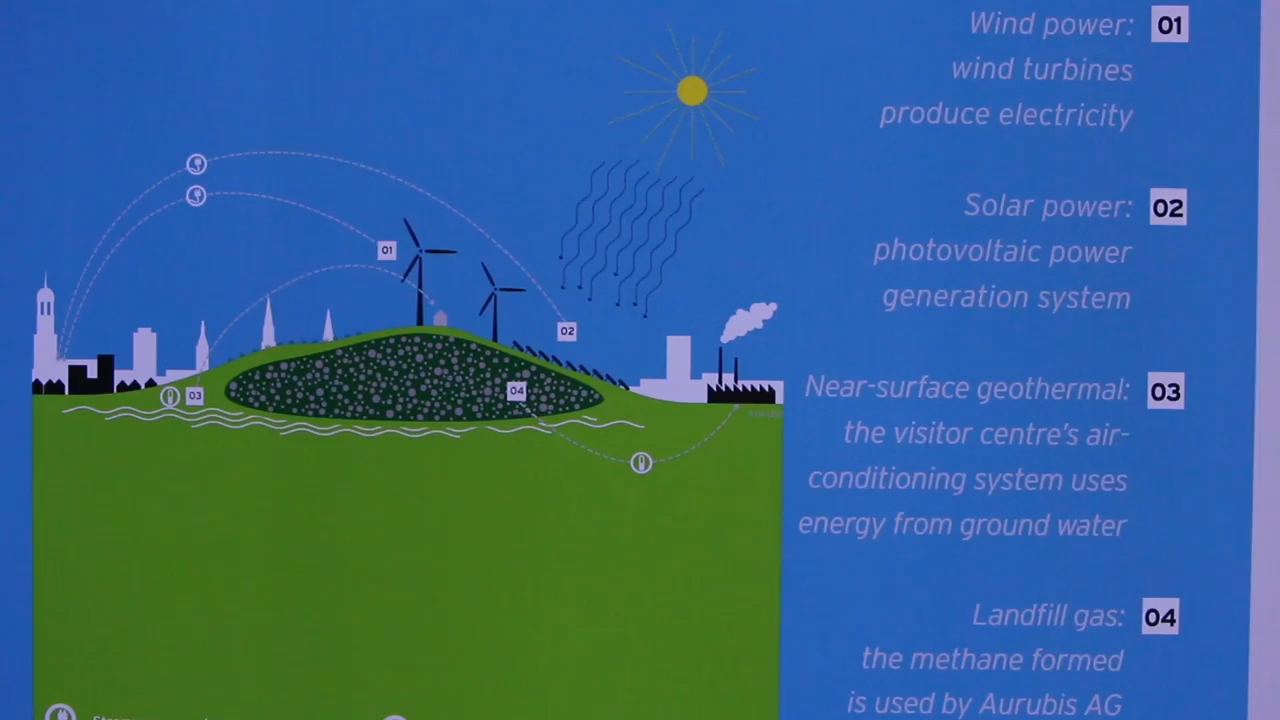 Wind power: 01
wind turbines
produce electricity
Solar power: 02
photovoltaic power
generation system
Near-surface geothermal: 03
the visitor centre's air-
conditioning system uses
energy from ground water
Landfill gas: 04
the methane formed
is used by Aurubis AG
01
02
03
04
Aurubis